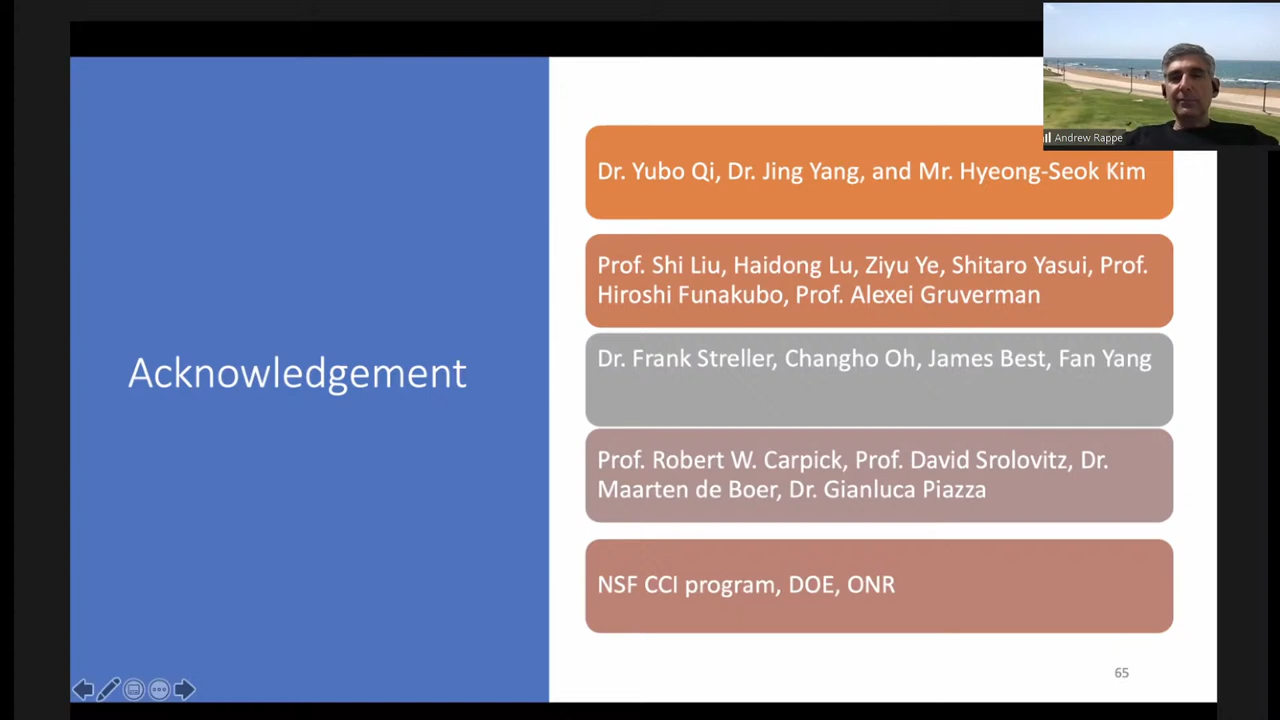 Andrew Rappe
Dr. Yubo Qi, Dr. Jing Yang, and Mr. Hyeong-Seok Kim
Prof. Shi Liu, Haidong Lu, Ziyu Ye, Shitaro Yasui, Prof.
Hiroshi Funakubo, Prof. Alexei Gruverman
Acknowledgement
Dr. Frank Streller, Changho Oh, James Best, Fan Yang
Prof. Robert W. Carpick, Prof. David Srolovitz, Dr.
Maarten de Boer, Dr. Gianluca Piazza
NSF CCI program, DOE, ONR
65